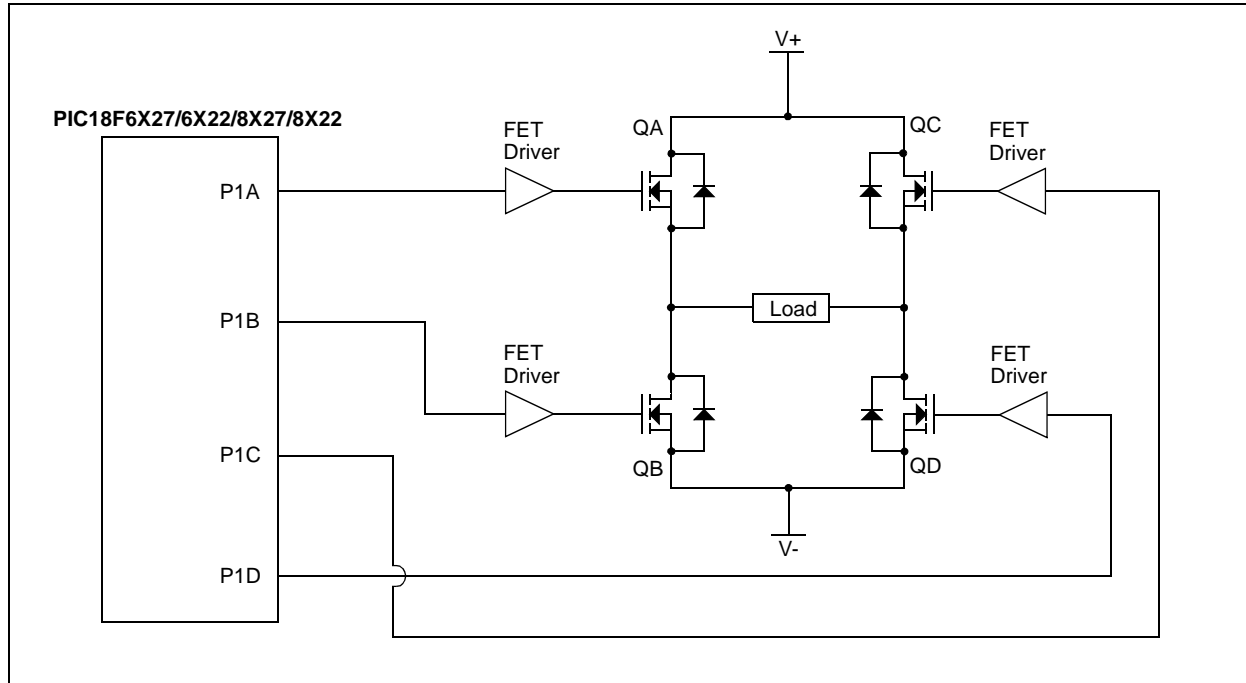 V+
PIC18F6X27/6X22/8X27/8X22
FET
Driver
QA
QC
FET
Driver
P1A
P1B
Load
FET
Driver
FET
Driver
P1C
QB
QD
V-
P1D